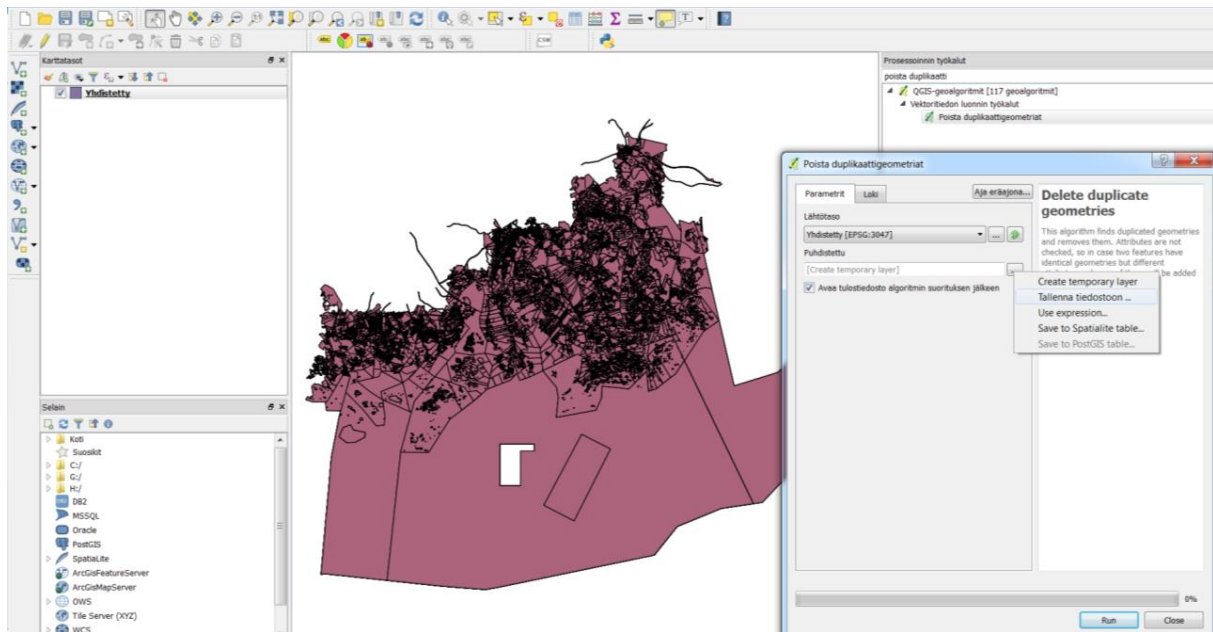 Karttatasot
Yhdistetty
Selain
Koti
Suosikit
C:/
G:/
H:/
DB2
MSSQL
Oracle
PostGIS
SpatiaLite
ArcGisFeatureServer
ArcGisMapServer
OWS
Tile Server (XYZ)
WCS
Prosessoinnin työkalut
poista duplikaatti
QGIS-geoalgoritmit [117 geoalgoritmit]
Vektoritiedon luonnin työkalut
Poista duplikaattigeometriat
Poista duplikaattigeometriat
Parametrit
Loki
Aja eräajona...
Lähtötaso
Yhdistetty [EPSG:3047]
...
Puhdistettu
[Create temporary layer]
Avaa tulostiedosto algoritmin suorituksen jälkeen
Delete duplicate
geometries
This algorithm finds duplicated geometries
and removes them. Attributes are not
checked, so in case two features have
identical geometries but different
be added
Create temporary layer
Tallenna tiedostoon ...
Use expression...
Save to Spatialite table...
Save to PostGIS table...
0%
Run
Close